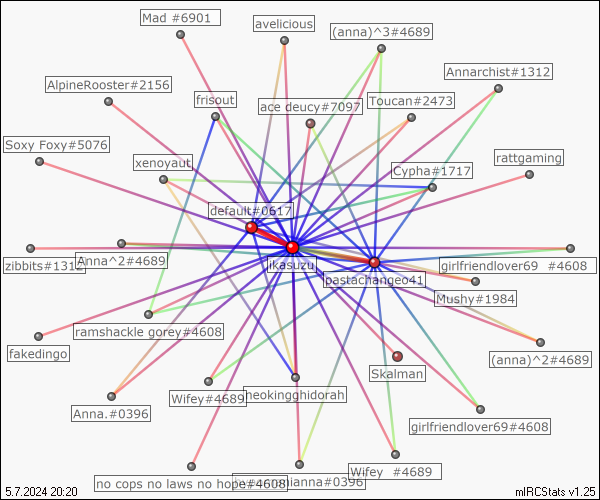 Mad #6901
avelicious
(anna)^3#4689
Annarchist#1312
AlpineRooster#2156
frisout
ace deucy#7097
Toucan#2473
Soxy Foxy#5076
xenoyaut
Cypha#1717
rattgaming
default#0617
zibbits#1312
Anna^2#4689
ikasuzu
pastachangeo41
girlfriendlover69 #4608
Mushy#1984
ramshackle gorey#4608
fakedingo
(anna)^2#4689
Skalman
Anna.#0396
Wifey#4689
heokingghidorah
girlfriendlover69#4608
Wifey #4689
no cops no laws no hope#4608
hianna#0396
5.7.2024 20:20
mIRCStats v1.25